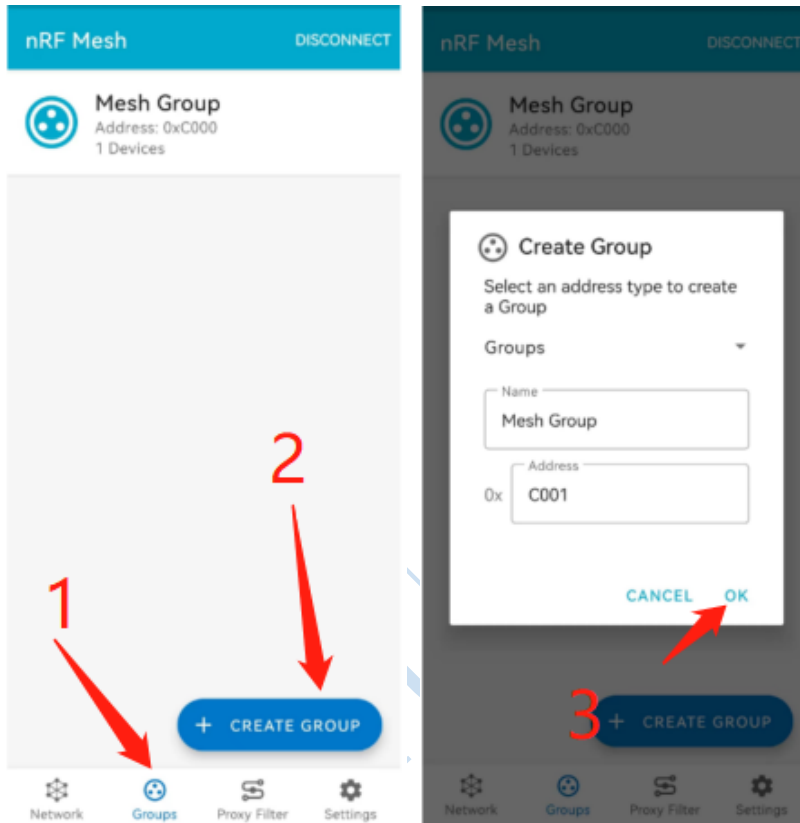 nRF Mesh
DISCONNECT
Mesh Group
Address: 0xC000
1 Devices
2
1
+ CREATE GROUP
Network
Groups
Proxy Filter
Settings
nRF Mesh
DISCONNECT
Mesh Group
Address: 0xC000
1 Devices
Create Group
Select an address type to create
a Group
Groups
Name
Mesh Group
Address
0x C001
CANCEL OK
3
+ CREATE GROUP
Network
Groups
Proxy Filter
Settings